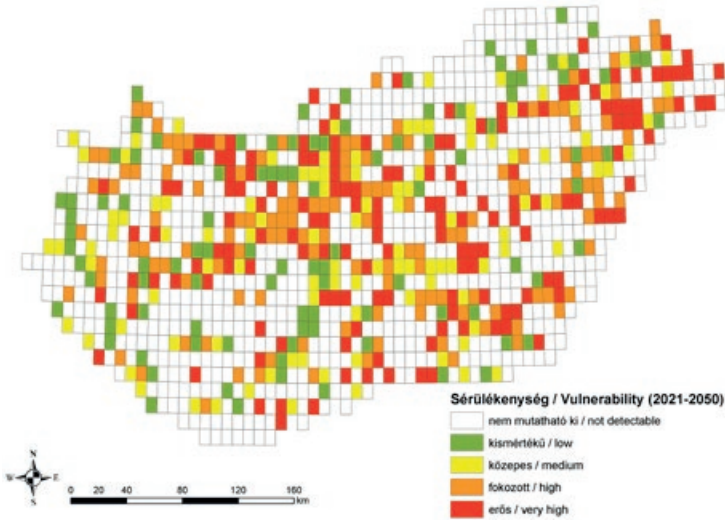 Sérülékenység / Vulnerability (2021-2050)
nem mutatható ki / not detectable
kismértékű / low
közepes / medium
fokozott / high
erős / very high
N
W E
S
0 20 40 80 120 160
km